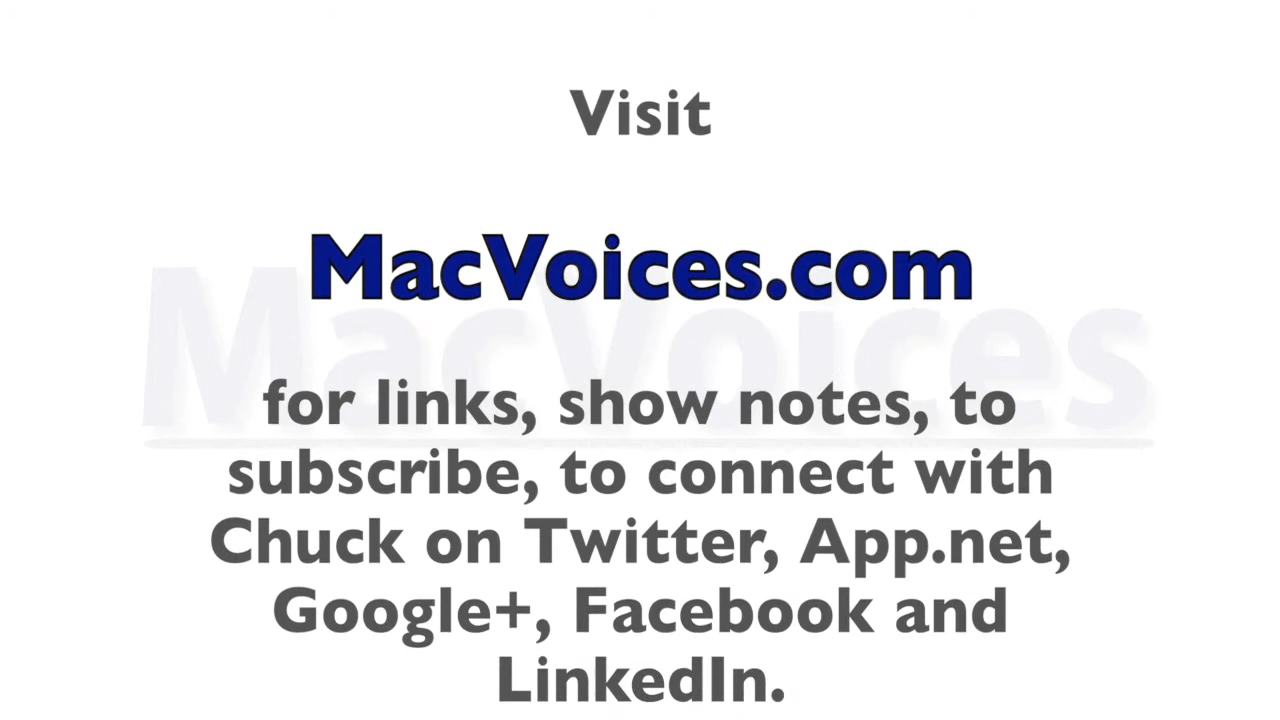 Visit
MacVoices.com
MacVoices
for links, show notes, to
subscribe, to connect with
Chuck on Twitter, App.net,
Google+, Facebook and
LinkedIn.